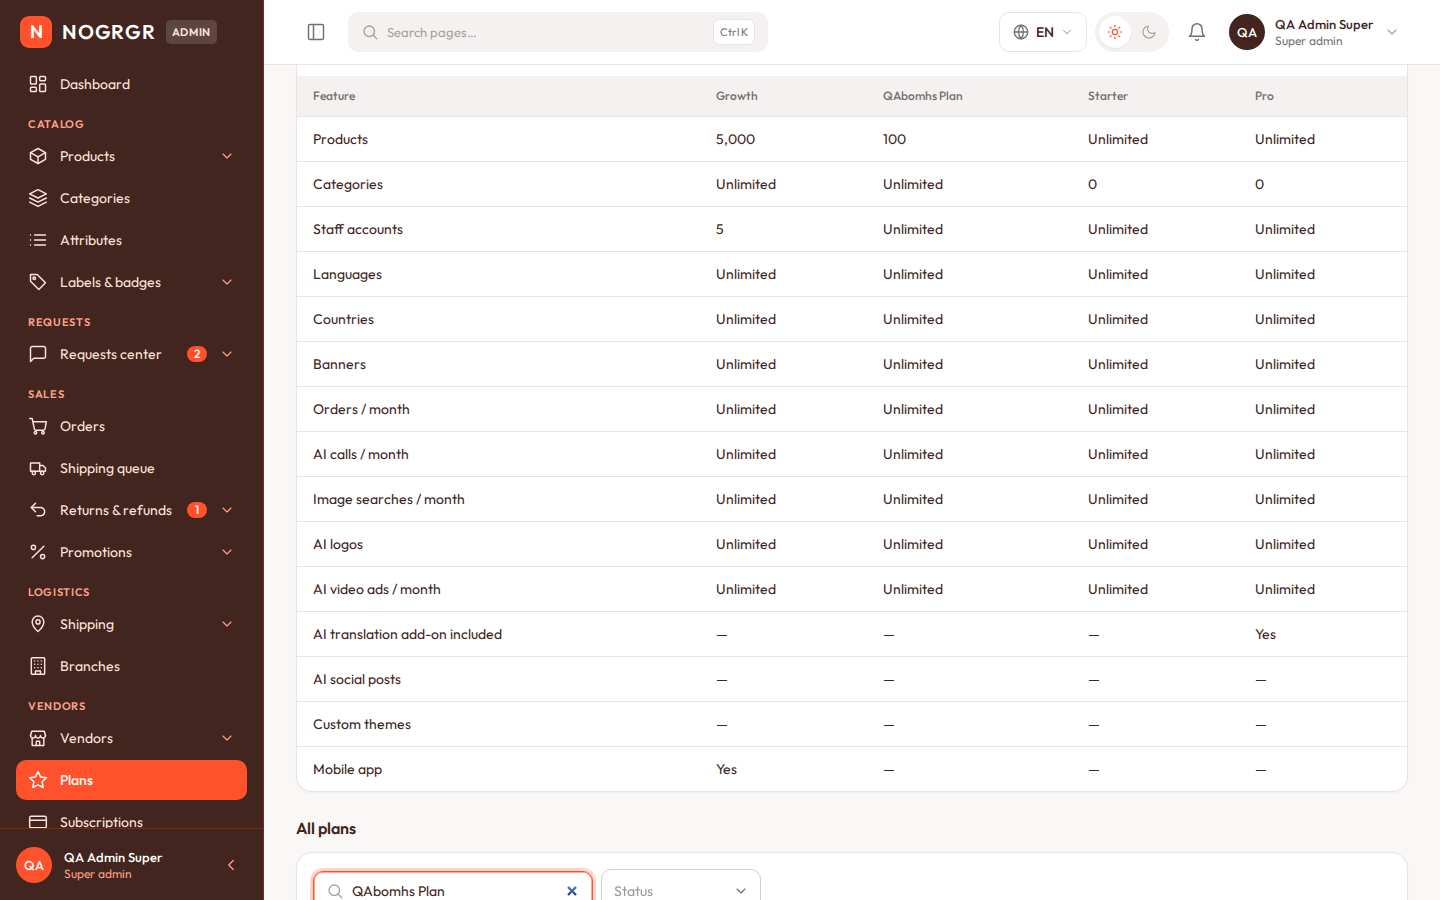 N NOGRGR ADMIN
Search pages...
Ctrl K
EN
QA
QA Admin Super
Super admin
Dashboard
CATALOG
Products
Categories
Attributes
Labels & badges
REQUESTS
Requests center 2
SALES
Orders
Shipping queue
Returns & refunds 1
Promotions
LOGISTICS
Shipping
Branches
VENDORS
Vendors
Plans
Subscriptions
QA
QA Admin Super
Super admin
Feature Growth QAbomhs Plan Starter Pro
Products 5,000 100 Unlimited Unlimited
Categories Unlimited Unlimited 0 0
Staff accounts 5 Unlimited Unlimited Unlimited
Languages Unlimited Unlimited Unlimited Unlimited
Countries Unlimited Unlimited Unlimited Unlimited
Banners Unlimited Unlimited Unlimited Unlimited
Orders / month Unlimited Unlimited Unlimited Unlimited
AI calls / month Unlimited Unlimited Unlimited Unlimited
Image searches / month Unlimited Unlimited Unlimited Unlimited
AI logos Unlimited Unlimited Unlimited Unlimited
AI video ads / month Unlimited Unlimited Unlimited Unlimited
AI translation add-on included — — — Yes
AI social posts — — — —
Custom themes — — — —
Mobile app Yes — — —
All plans
QAbomhs Plan
Status